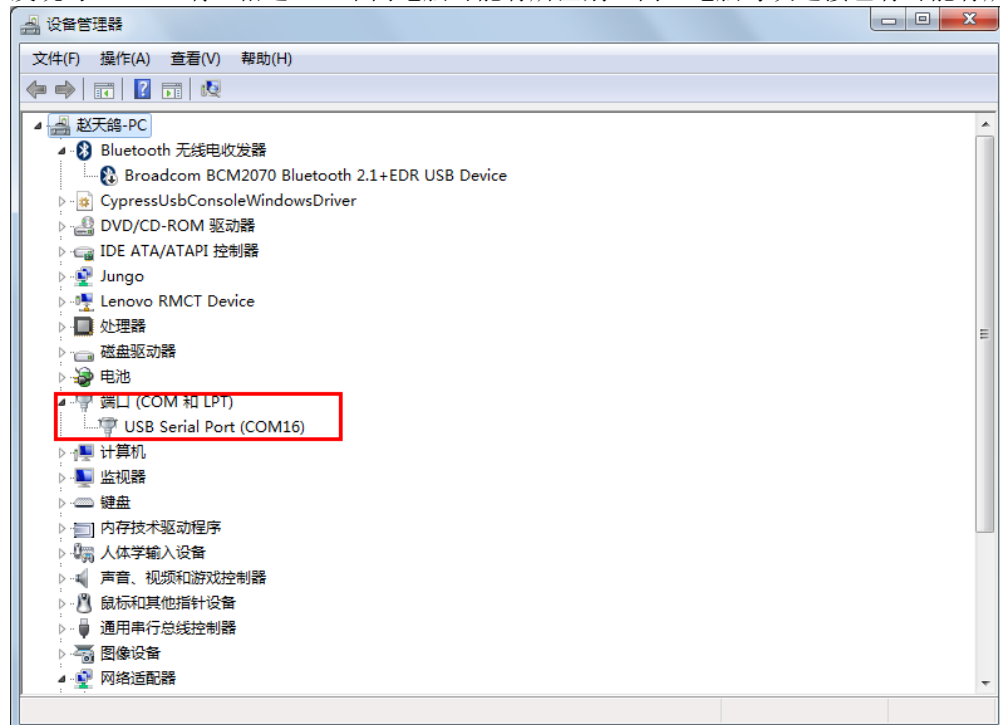 设备管理器
文件(F) 操作(A) 查看(V) 帮助(H)
赵天鸽-PC
Bluetooth 无线电收发器
Broadcom BCM2070 Bluetooth 2.1+EDR USB Device
CypressUsbConsoleWindowsDriver
DVD/CD-ROM 驱动器
IDE ATA/ATAPI 控制器
Jungo
Lenovo RMCT Device
处理器
磁盘驱动器
电池
端口 (COM 和 LPT)
USB Serial Port (COM16)
计算机
监视器
键盘
内存技术驱动程序
人体学输入设备
声音、视频和游戏控制器
鼠标和其他指针设备
通用串行总线控制器
图像设备
网络适配器